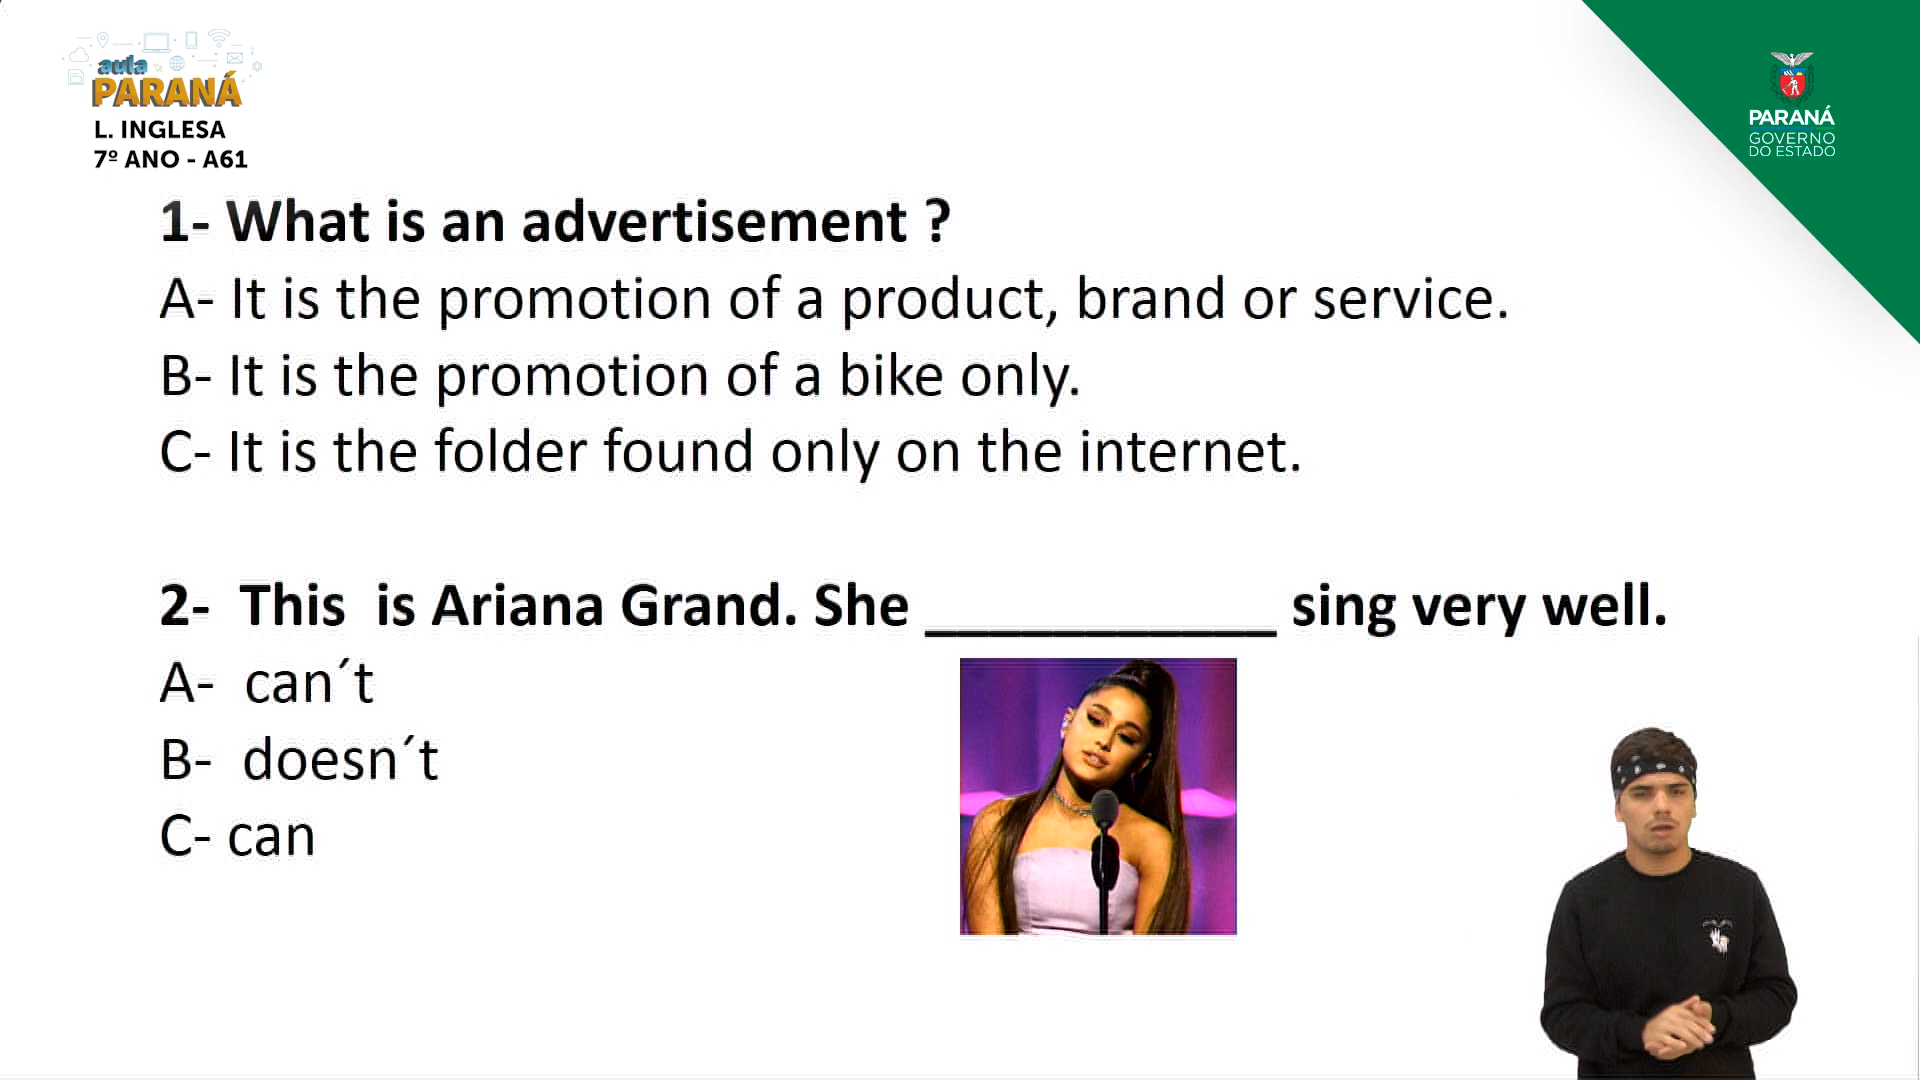 aula
PARANÁ
L. INGLESA
7º ANO - A61
PARANÁ
GOVERNO
DO ESTADO
1- What is an advertisement ?
A- It is the promotion of a product, brand or service.
B- It is the promotion of a bike only.
C- It is the folder found only on the internet.
2- This is Ariana Grand. She ____________ sing very well.
A- can´t
B- doesn´t
C- can